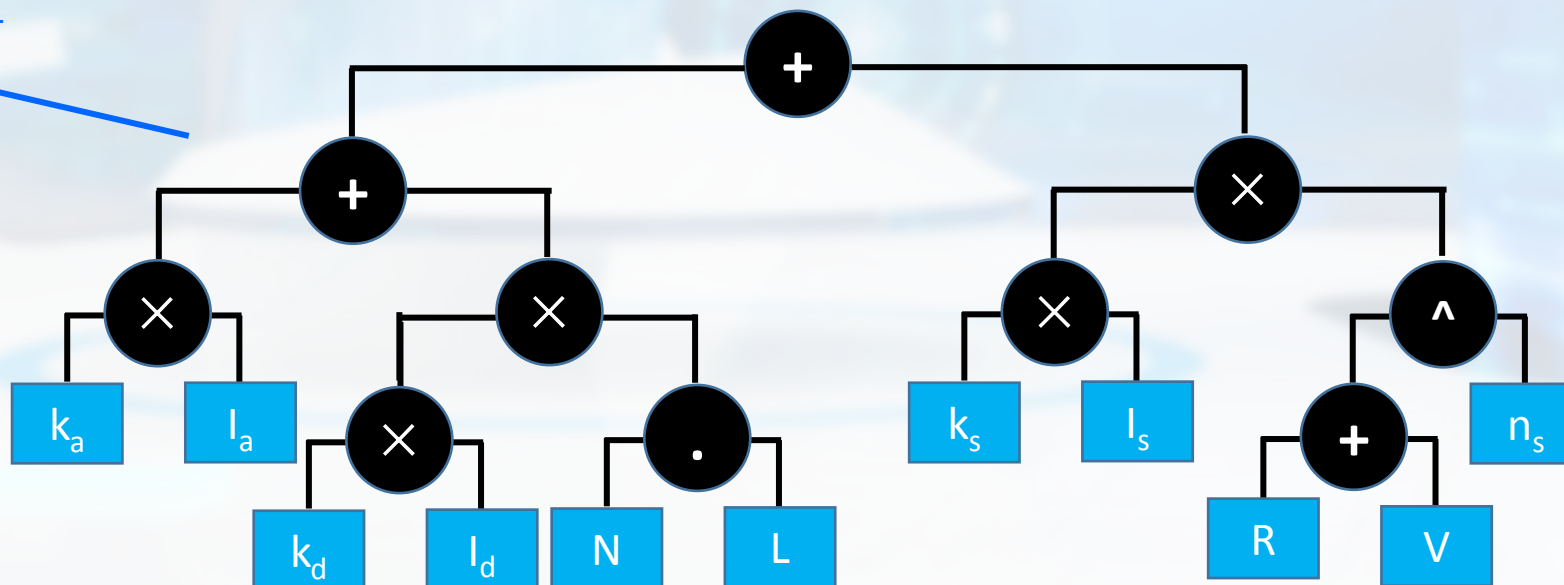 +
+ ×
× × × ^
k_a I_a × . k_s I_s + n_s
k_d I_d N L R V